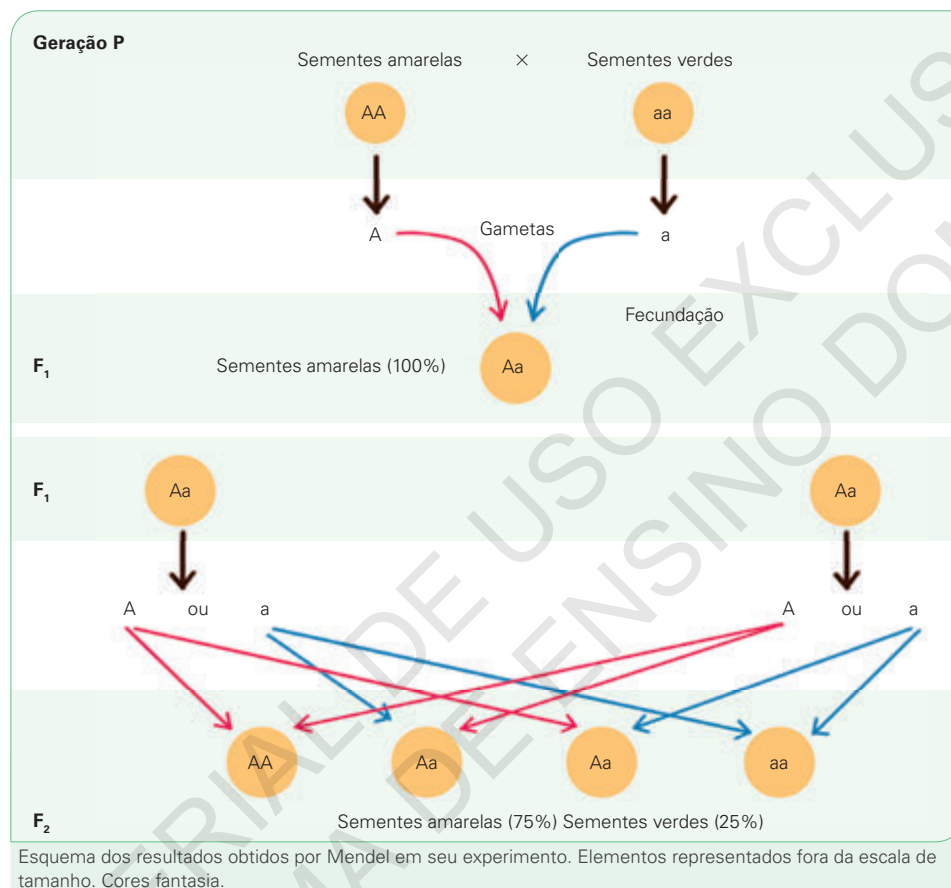 Geração P
Sementes amarelas × Sementes verdes
AA aa
A Gametas a
Fecundação
F₁ Sementes amarelas (100%) Aa
F₁ Aa Aa
A ou a A ou a
AA Aa Aa aa
F₂ Sementes amarelas (75%) Sementes verdes (25%)
Esquema dos resultados obtidos por Mendel em seu experimento. Elementos representados fora da escala de
tamanho. Cores fantasia.